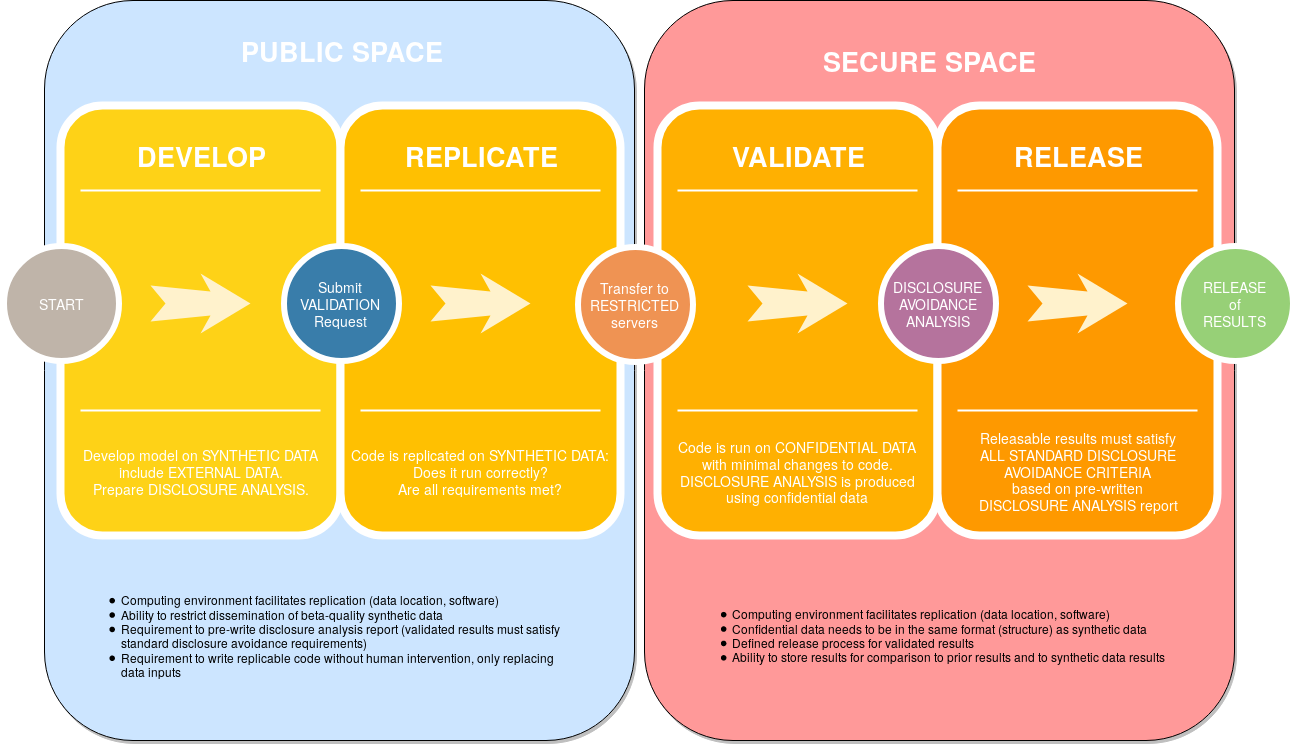 PUBLIC SPACE
SECURE SPACE
DEVELOP
REPLICATE
VALIDATE
RELEASE
START
Submit
VALIDATION
Request
Transfer to
RESTRICTED
servers
DISCLOSURE
AVOIDANCE
ANALYSIS
RELEASE
of
RESULTS
Develop model on SYNTHETIC DATA
include EXTERNAL DATA.
Prepare DISCLOSURE ANALYSIS.
Code is replicated on SYNTHETIC DATA:
Does it run correctly?
Are all requirements met?
Code is run on CONFIDENTIAL DATA
with minimal changes to code.
DISCLOSURE ANALYSIS is produced
using confidential data
Releasable results must satisfy
ALL STANDARD DISCLOSURE
AVOIDANCE CRITERIA
based on pre-written
DISCLOSURE ANALYSIS report
● Computing environment facilitates replication (data location, software)
● Ability to restrict dissemination of beta-quality synthetic data
● Requirement to pre-write disclosure analysis report (validated results must satisfy
standard disclosure avoidance requirements)
● Requirement to write replicable code without human intervention, only replacing
data inputs
● Computing environment facilitates replication (data location, software)
● Confidential data needs to be in the same format (structure) as synthetic data
● Defined release process for validated results
● Ability to store results for comparison to prior results and to synthetic data results